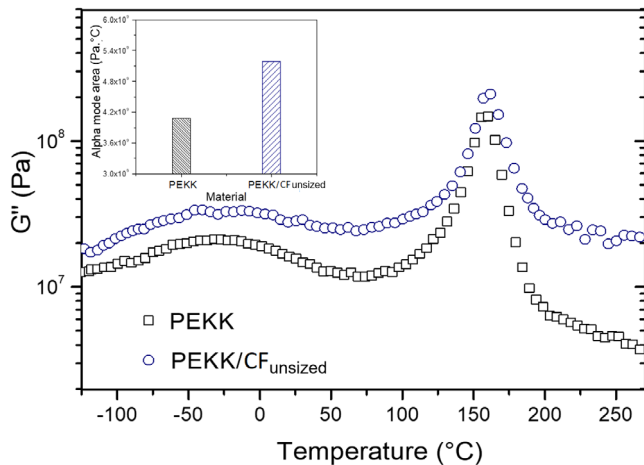 6.0x10⁹
5.4x10⁹
4.8x10⁹
4.2x10⁹
3.6x10⁹
3.0x10⁹
Alpha mode area (Pa.°C)
PEKK
PEKK/CFunsized
Material
10⁸
10⁷
G'' (Pa)
PEKK
PEKK/CFunsized
-100 -50 0 50 100 150 200 250
Temperature (°C)